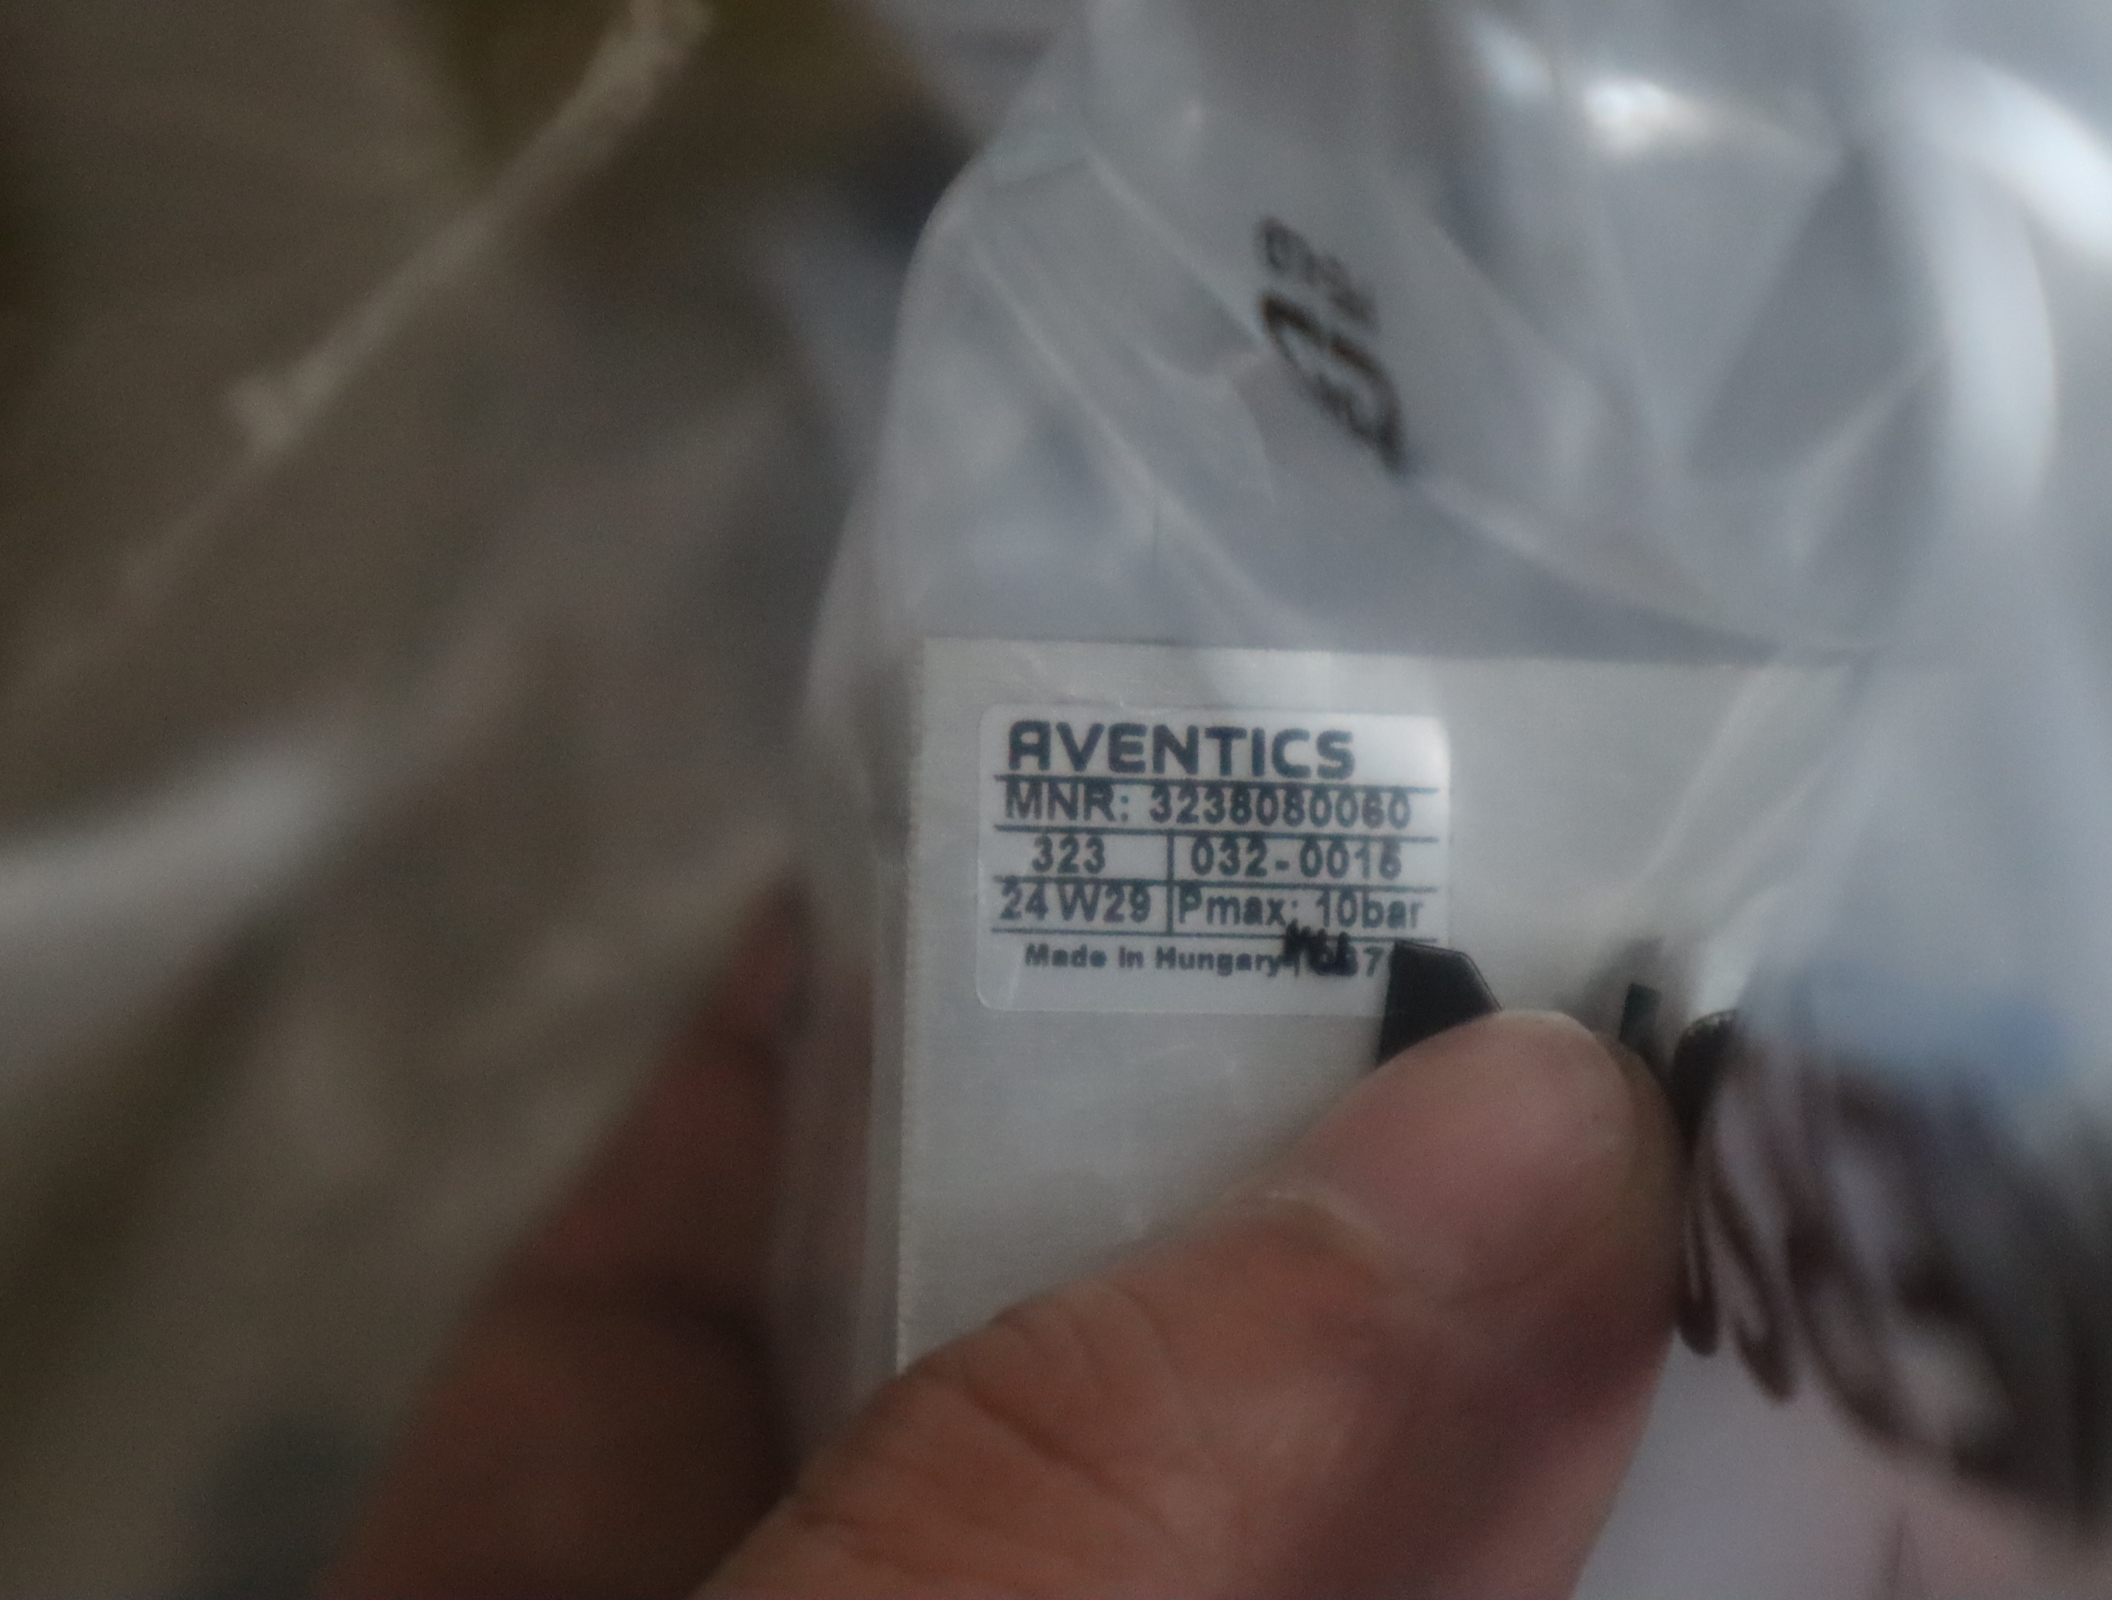 AVENTICS
MNR: 3238080060
323 032-0016
24W29 Pmax: 10bar
Made in Hungary